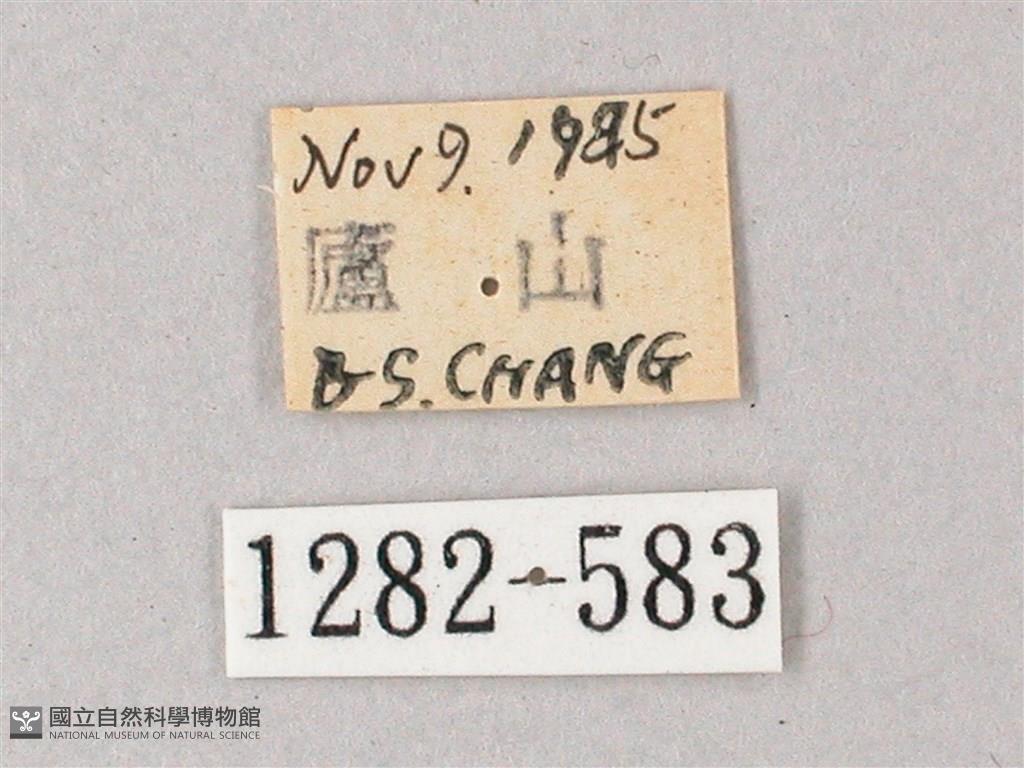 Nov 9. 1985
廬 山
B S. CHANG
1282-583
國立自然科學博物館
NATIONAL MUSEUM OF NATURAL SCIENCE